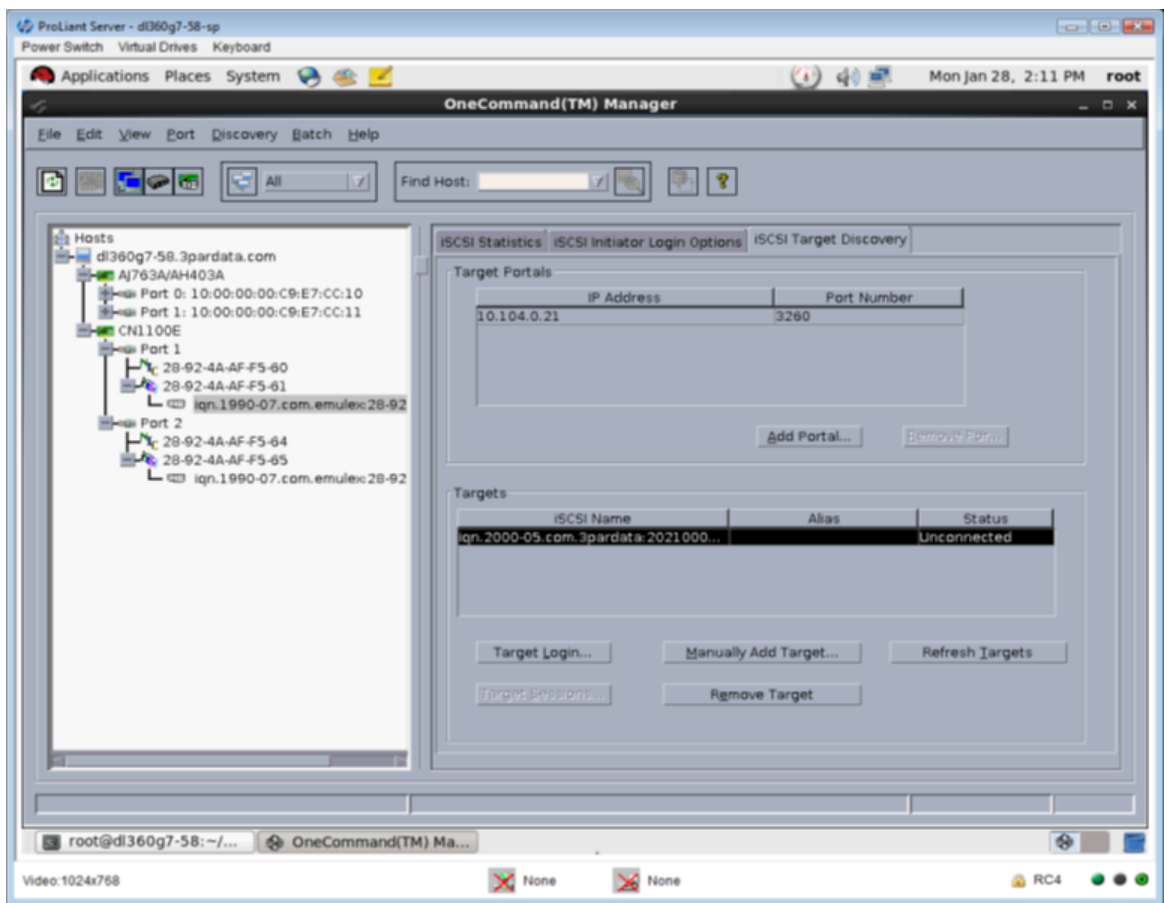 ProLiant Server - dl360g7-58-sp
Power Switch Virtual Drives Keyboard
Applications Places System Mon Jan 28, 2:11 PM root
OneCommand(TM) Manager
File Edit View Port Discovery Batch Help
All Find Host:
Hosts
dl360g7-58.3pardata.com
AJ763A/AH403A
Port 0: 10:00:00:00:C9:E7:CC:10
Port 1: 10:00:00:00:C9:E7:CC:11
CN1100E
Port 1
28-92-4A-AF-F5-60
28-92-4A-AF-F5-61
iqn.1990-07.com.emulex:28-92
Port 2
28-92-4A-AF-F5-64
28-92-4A-AF-F5-65
iqn.1990-07.com.emulex:28-92
iSCSI Statistics iSCSI Initiator Login Options iSCSI Target Discovery
Target Portals
IP Address Port Number
10.104.0.21 3260
Add Portal... Remove Por...
Targets
iSCSI Name Alias Status
iqn.2000-05.com.3pardata:2021000... Unconnected
Target Login... Manually Add Target... Refresh Targets
Target Sessions... Remove Target
root@dl360g7-58:~/... OneCommand(TM) Ma...
Video:1024x768 None None RC4